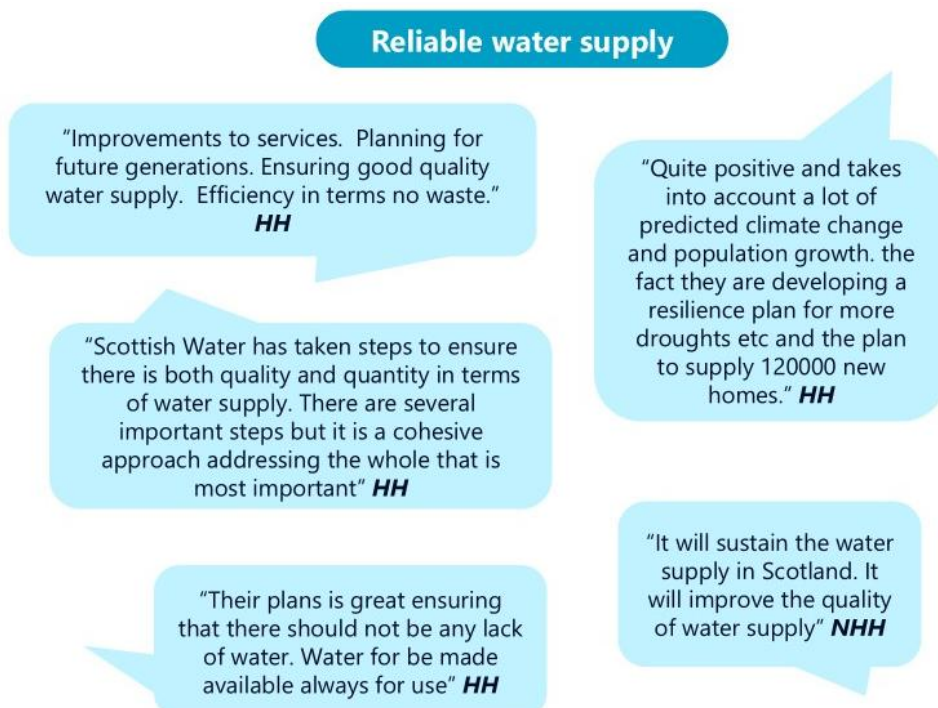 Reliable water supply
“Improvements to services.  Planning for
future generations. Ensuring good quality
water supply.  Efficiency in terms no waste.”
HH
“Quite positive and takes
into account a lot of
predicted climate change
and population growth. the
fact they are developing a
resilience plan for more
droughts etc and the plan
to supply 120000 new
homes.” HH
“Scottish Water has taken steps to ensure
there is both quality and quantity in terms
of water supply. There are several
important steps but it is a cohesive
approach addressing the whole that is
most important” HH
“It will sustain the water
supply in Scotland. It
will improve the quality
of water supply” NHH
“Their plans is great ensuring
that there should not be any lack
of water. Water for be made
available always for use” HH